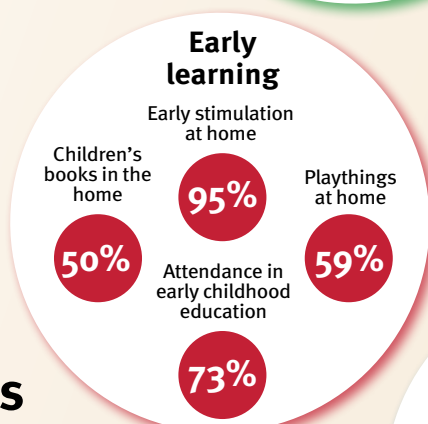 Early
learning
Early stimulation
at home
95%
Children’s
books in the
home
50%
Playthings
at home
59%
Attendance in
early childhood
education
73%
s